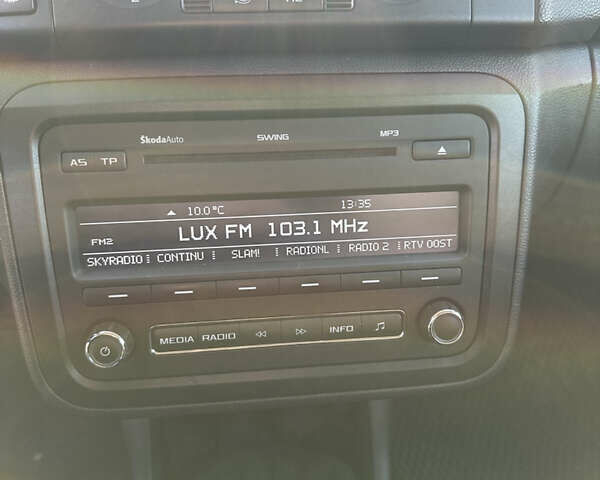 ŠkodaAuto SWING MP3
AS TP
10.0°C 13:35
FM2 LUX FM 103.1 MHz
SKYRADIO CONTINU SLAM! RADIONL RADIO 2 RTV OOST
MEDIA RADIO INFO